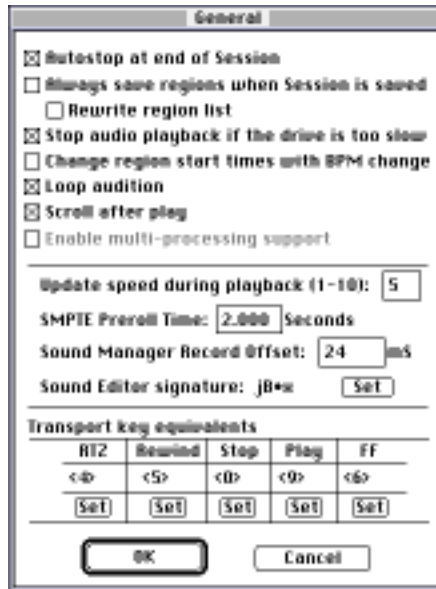 General
Autostop at end of Session
Always save regions when Session is saved
Rewrite region list
Stop audio playback if the drive is too slow
Change region start times with BPM change
Loop audition
Scroll after play
Enable multi-processing support
Update speed during playback (1-10): 5
SMPTE Preroll Time: 2.000 Seconds
Sound Manager Record Offset: 24 mS
Sound Editor signature: Set
Transport key equivalents
RTZ Rewind Stop Play FF
<4> <5> <0> <9> <6>
Set Set Set Set Set
OK Cancel